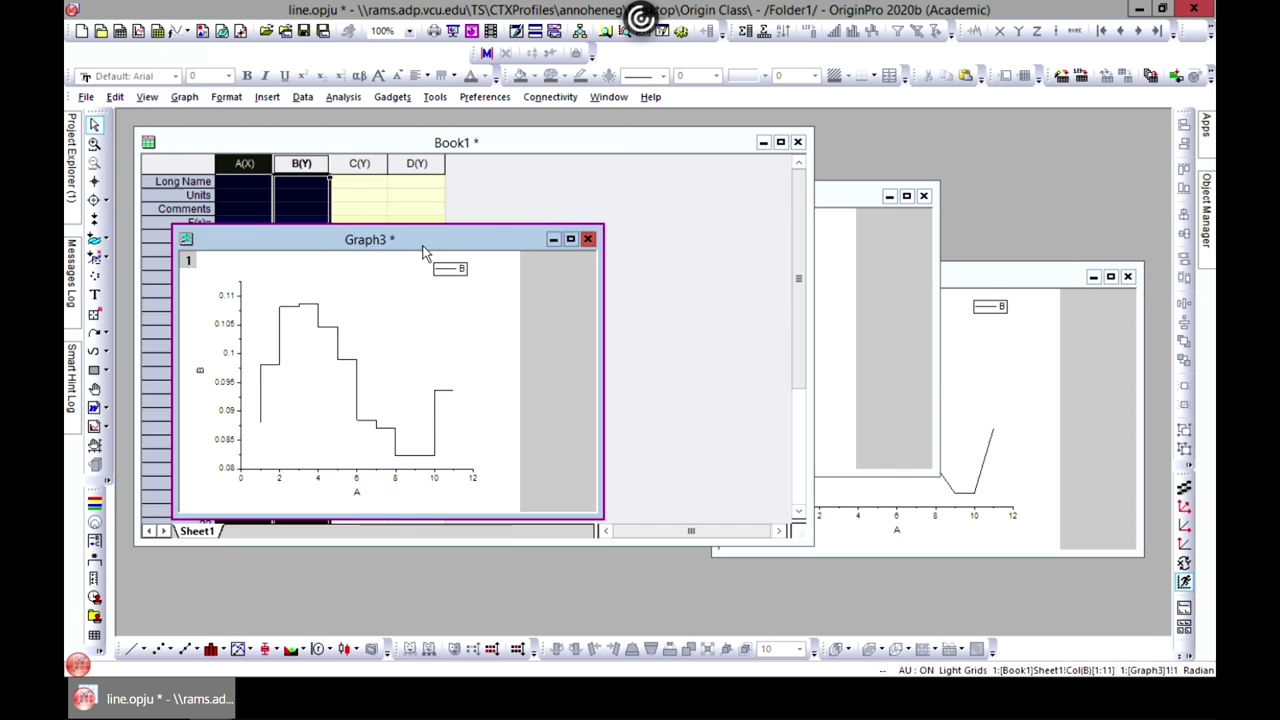 line.opju * - \\rams.adp.vcu.edu\TS\CTXProfiles\annoheneg\Desktop\Origin Class\ - /Folder1/ - OriginPro 2020b (Academic)
100%
Default: Arial
0
B I U
αβ A A
0
0
File Edit View Graph Format Insert Data Analysis Gadgets Tools Preferences Connectivity Window Help
Project Explorer (1)
Messages Log
Smart Hint Log
Apps
Object Manager
Book1 *
A(X) B(Y) C(Y) D(Y)
Long Name
Units
Comments
Graph3 *
1
B
0.11
0.105
0.1
0.095
0.09
0.085
0.08
B
0 2 4 6 8 10 12
A
B
2 4 6 8 10 12
A
Sheet1
10
-- AU : ON Light Grids 1:[Book1]Sheet1!Col(B)[1:11] 1:[Graph3]1!1 Radian
line.opju * - \\rams.ad...